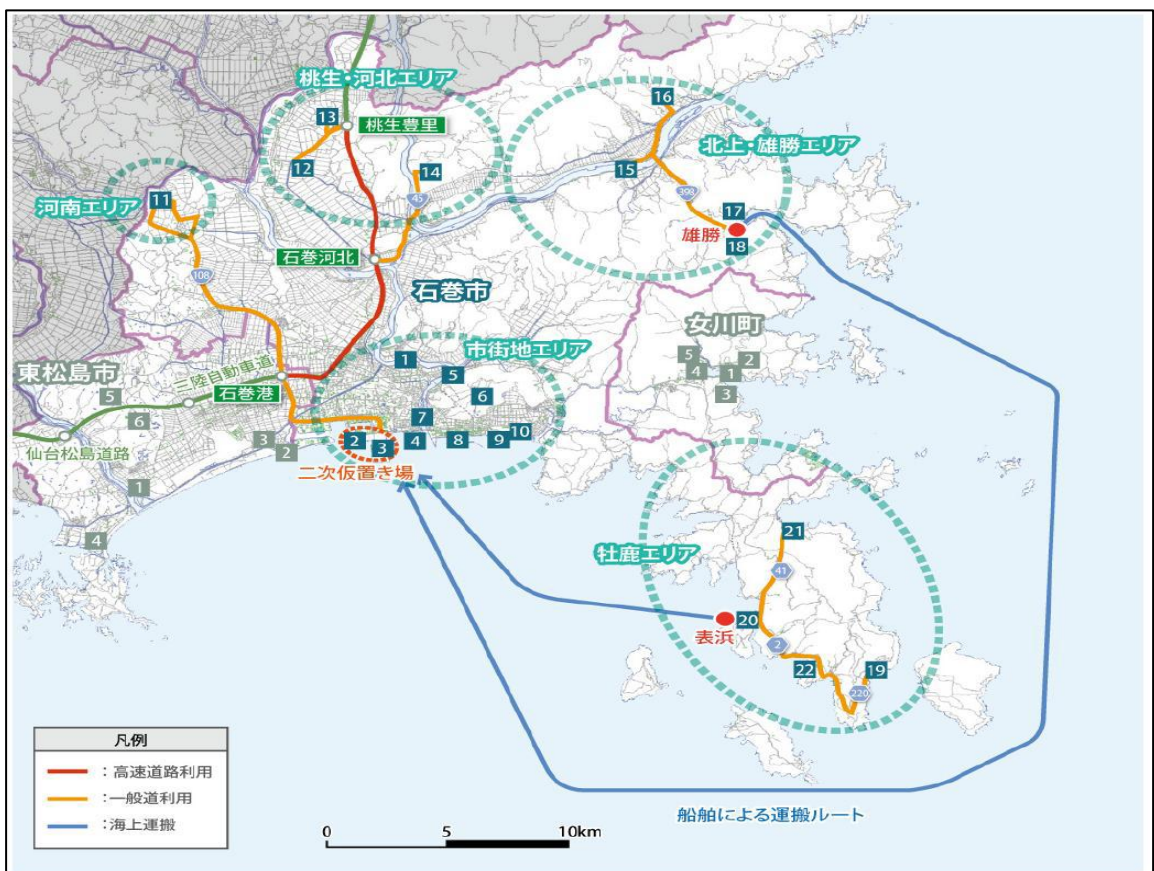 桃生・河北エリア
16
13
桃生豊里
北上・雄勝エリア
12
14
15
11
45
398
河南エリア
17
雄勝
18
石巻河北
108
石巻市
女川町
市街地エリア
東松島市
三陸自動車道
1
5
2
5
4
1
5
石巻港
6
3
6
7
3
2
3
4
8
9
10
仙台松島道路
2
二次仮置き場
1
4
21
牡鹿エリア
41
20
表浜
2
22
19
220
凡例
:高速道路利用
:一般道利用
:海上運搬
船舶による運搬ルート
0 5 10km